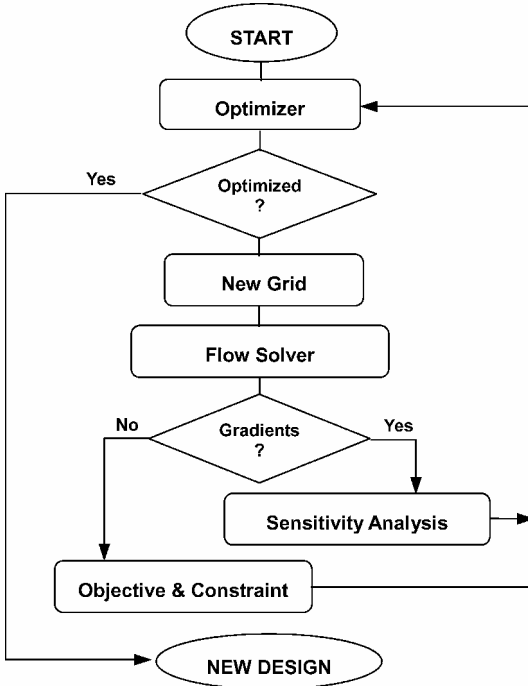 START
Optimizer
Yes
Optimized
?
New Grid
Flow Solver
No
Gradients
?
Yes
Sensitivity Analysis
Objective & Constraint
NEW DESIGN